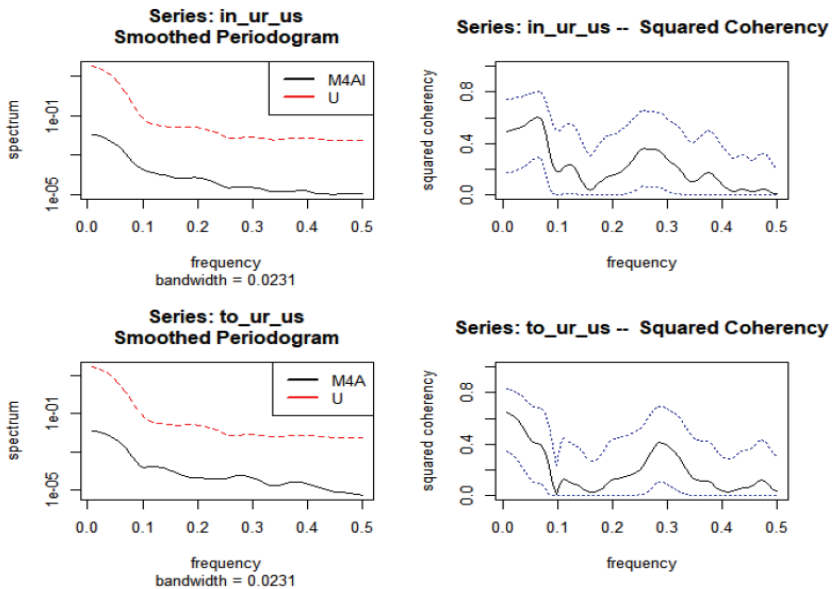 Series: in_ur_us
Smoothed Periodogram
M4AI
U
spectrum
1e-01
1e-05
0.0 0.1 0.2 0.3 0.4 0.5
frequency
bandwidth = 0.0231
Series: in_ur_us -- Squared Coherency
squared coherency
0.8
0.4
0.0
0.0 0.1 0.2 0.3 0.4 0.5
frequency
Series: to_ur_us
Smoothed Periodogram
M4A
U
spectrum
1e-01
1e-05
0.0 0.1 0.2 0.3 0.4 0.5
frequency
bandwidth = 0.0231
Series: to_ur_us -- Squared Coherency
squared coherency
0.8
0.4
0.0
0.0 0.1 0.2 0.3 0.4 0.5
frequency